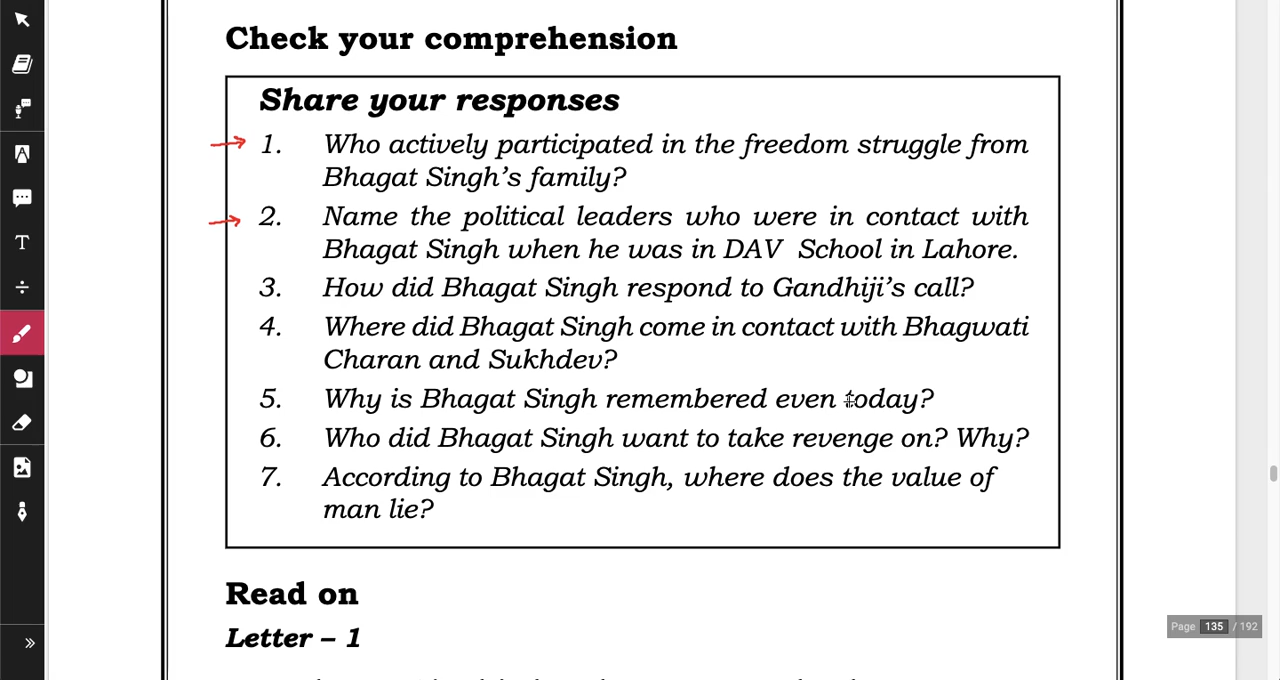 Check your comprehension
Share your responses
1. Who actively participated in the freedom struggle from
Bhagat Singh's family?
2. Name the political leaders who were in contact with
Bhagat Singh when he was in DAV School in Lahore.
3. How did Bhagat Singh respond to Gandhiji's call?
4. Where did Bhagat Singh come in contact with Bhagwati
Charan and Sukhdev?
5. Why is Bhagat Singh remembered even today?
6. Who did Bhagat Singh want to take revenge on? Why?
7. According to Bhagat Singh, where does the value of
man lie?
Read on
Page 135 / 192
Letter – 1